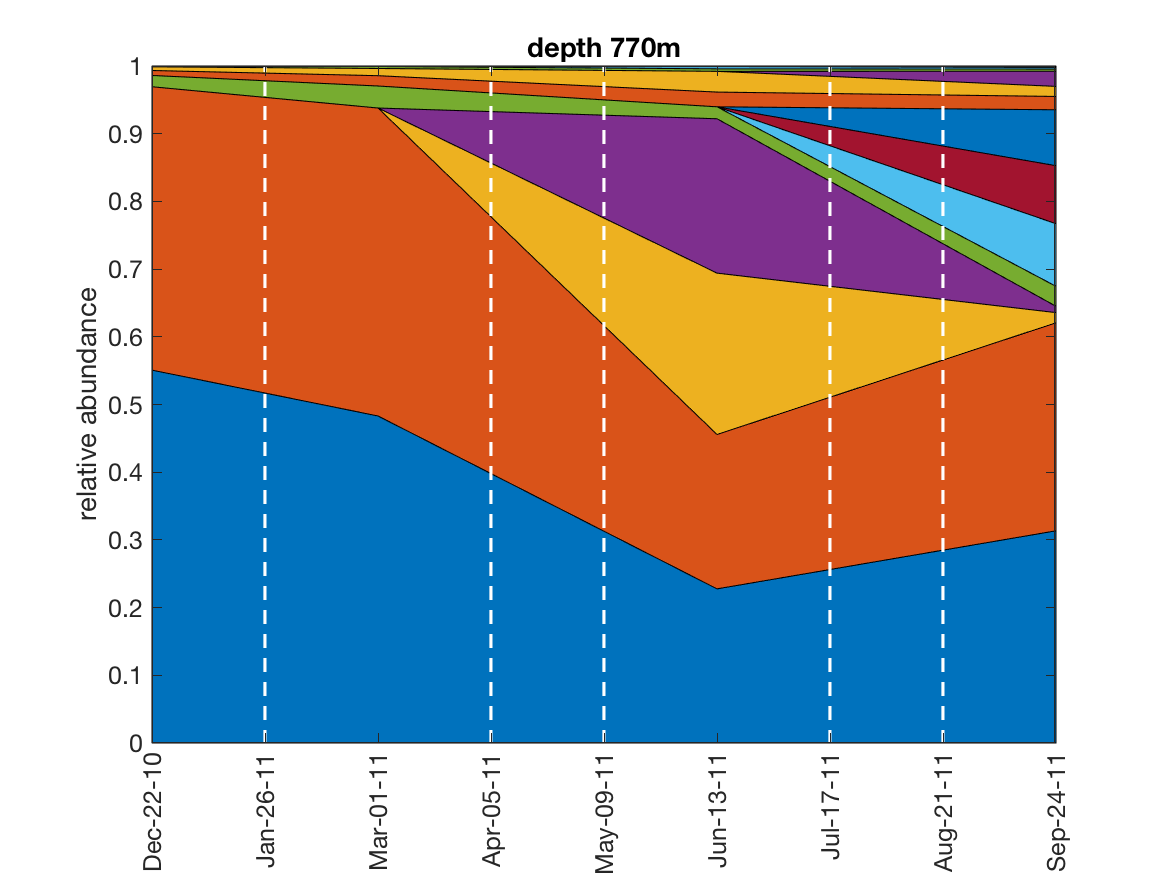 depth 770m
1
0.9
0.8
0.7
0.6
0.5
0.4
0.3
0.2
0.1
0
relative abundance
Dec-22-10
Jan-26-11
Mar-01-11
Apr-05-11
May-09-11
Jun-13-11
Jul-17-11
Aug-21-11
Sep-24-11